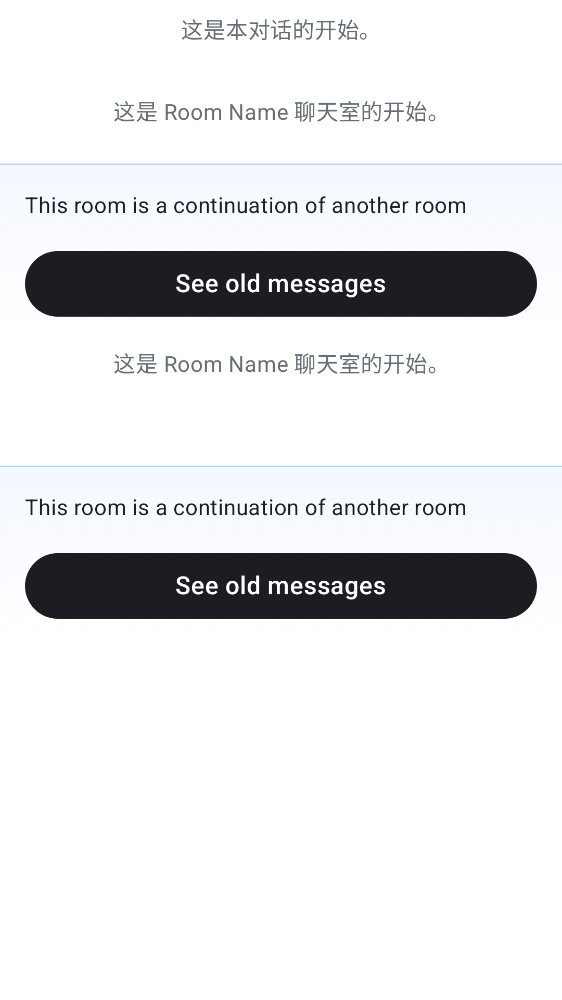 这是本对话的开始。
这是 Room Name 聊天室的开始。
This room is a continuation of another room
See old messages
这是 Room Name 聊天室的开始。
This room is a continuation of another room
See old messages